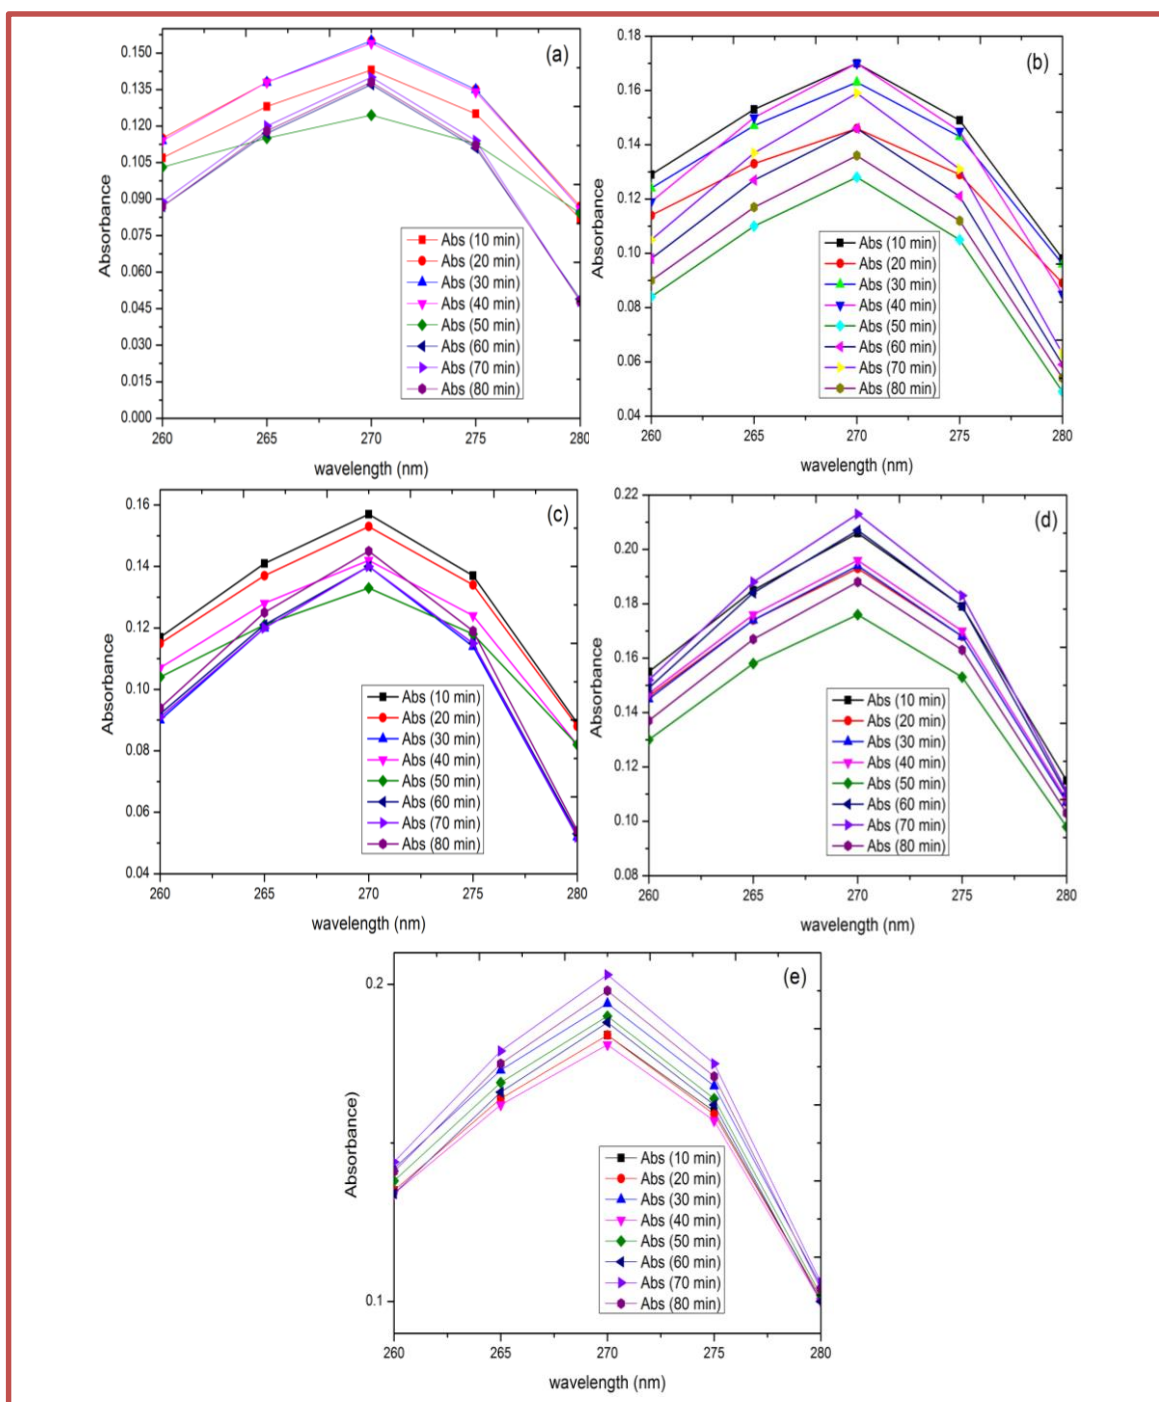 (a)
Absorbance
0.150
0.135
0.120
0.105
0.090
0.075
0.060
0.045
0.030
0.015
0.000
Abs (10 min)
Abs (20 min)
Abs (30 min)
Abs (40 min)
Abs (50 min)
Abs (60 min)
Abs (70 min)
Abs (80 min)
260 265 270 275 280
wavelength (nm)
(b)
Absorbance
0.18
0.16
0.14
0.12
0.10
0.08
0.06
0.04
Abs (10 min)
Abs (20 min)
Abs (30 min)
Abs (40 min)
Abs (50 min)
Abs (60 min)
Abs (70 min)
Abs (80 min)
260 265 270 275 280
wavelength (nm)
(c)
Absorbance
0.16
0.14
0.12
0.10
0.08
0.06
0.04
Abs (10 min)
Abs (20 min)
Abs (30 min)
Abs (40 min)
Abs (50 min)
Abs (60 min)
Abs (70 min)
Abs (80 min)
260 265 270 275 280
wavelength (nm)
(d)
Absorbance
0.22
0.20
0.18
0.16
0.14
0.12
0.10
0.08
Abs (10 min)
Abs (20 min)
Abs (30 min)
Abs (40 min)
Abs (50 min)
Abs (60 min)
Abs (70 min)
Abs (80 min)
260 265 270 275 280
wavelength (nm)
(e)
Absorbance)
0.2
0.1
Abs (10 min)
Abs (20 min)
Abs (30 min)
Abs (40 min)
Abs (50 min)
Abs (60 min)
Abs (70 min)
Abs (80 min)
260 265 270 275 280
wavelength (nm)